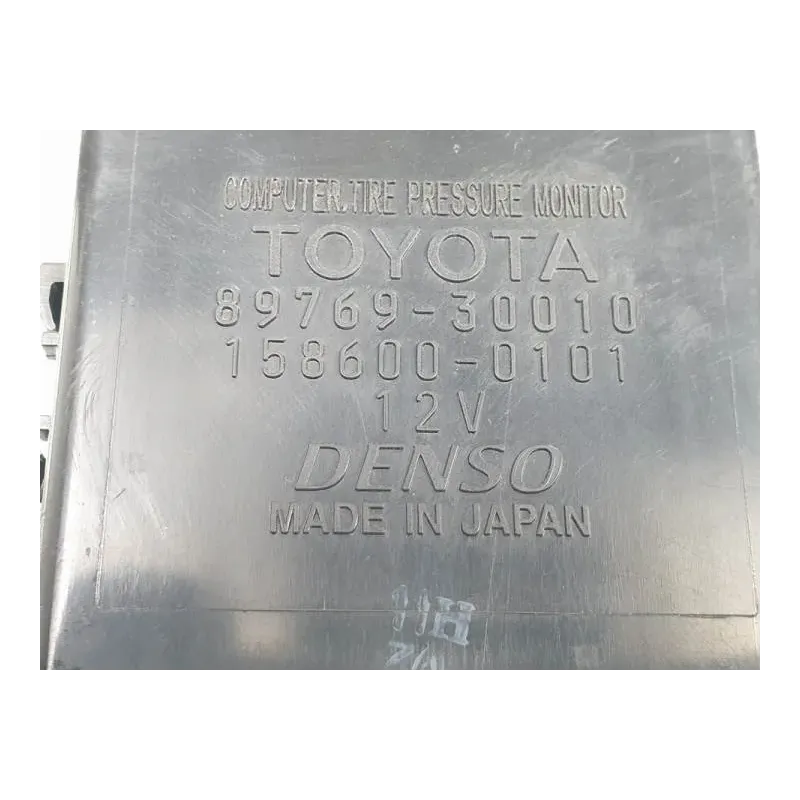 COMPUTER.TIRE PRESSURE MONITOR
TOYOTA
89769-30010
158600-0101
12V
DENSO
MADE IN JAPAN